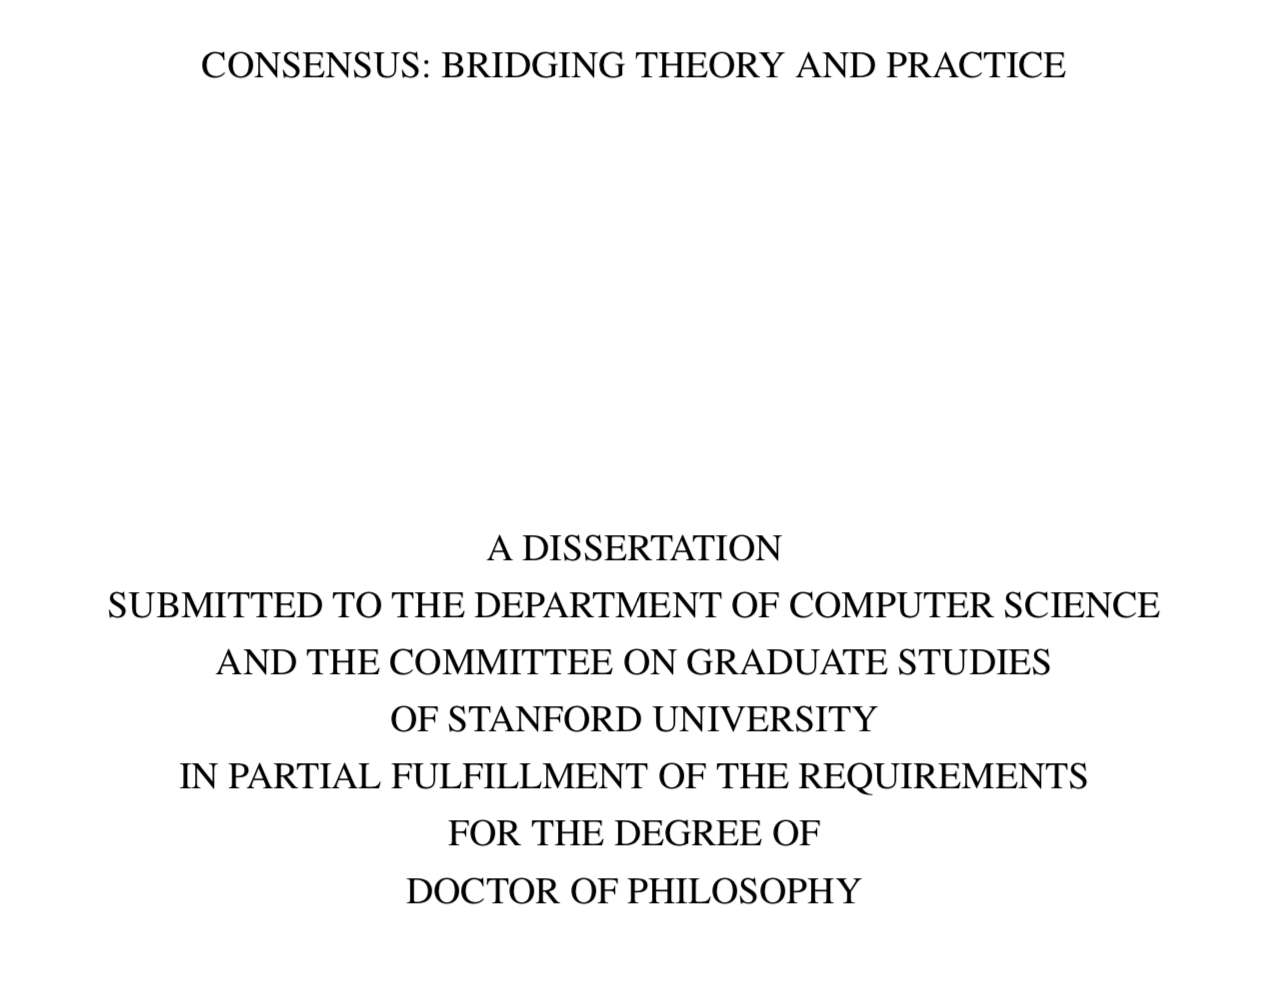 CONSENSUS: BRIDGING THEORY AND PRACTICE
A DISSERTATION
SUBMITTED TO THE DEPARTMENT OF COMPUTER SCIENCE
AND THE COMMITTEE ON GRADUATE STUDIES
OF STANFORD UNIVERSITY
IN PARTIAL FULFILLMENT OF THE REQUIREMENTS
FOR THE DEGREE OF
DOCTOR OF PHILOSOPHY